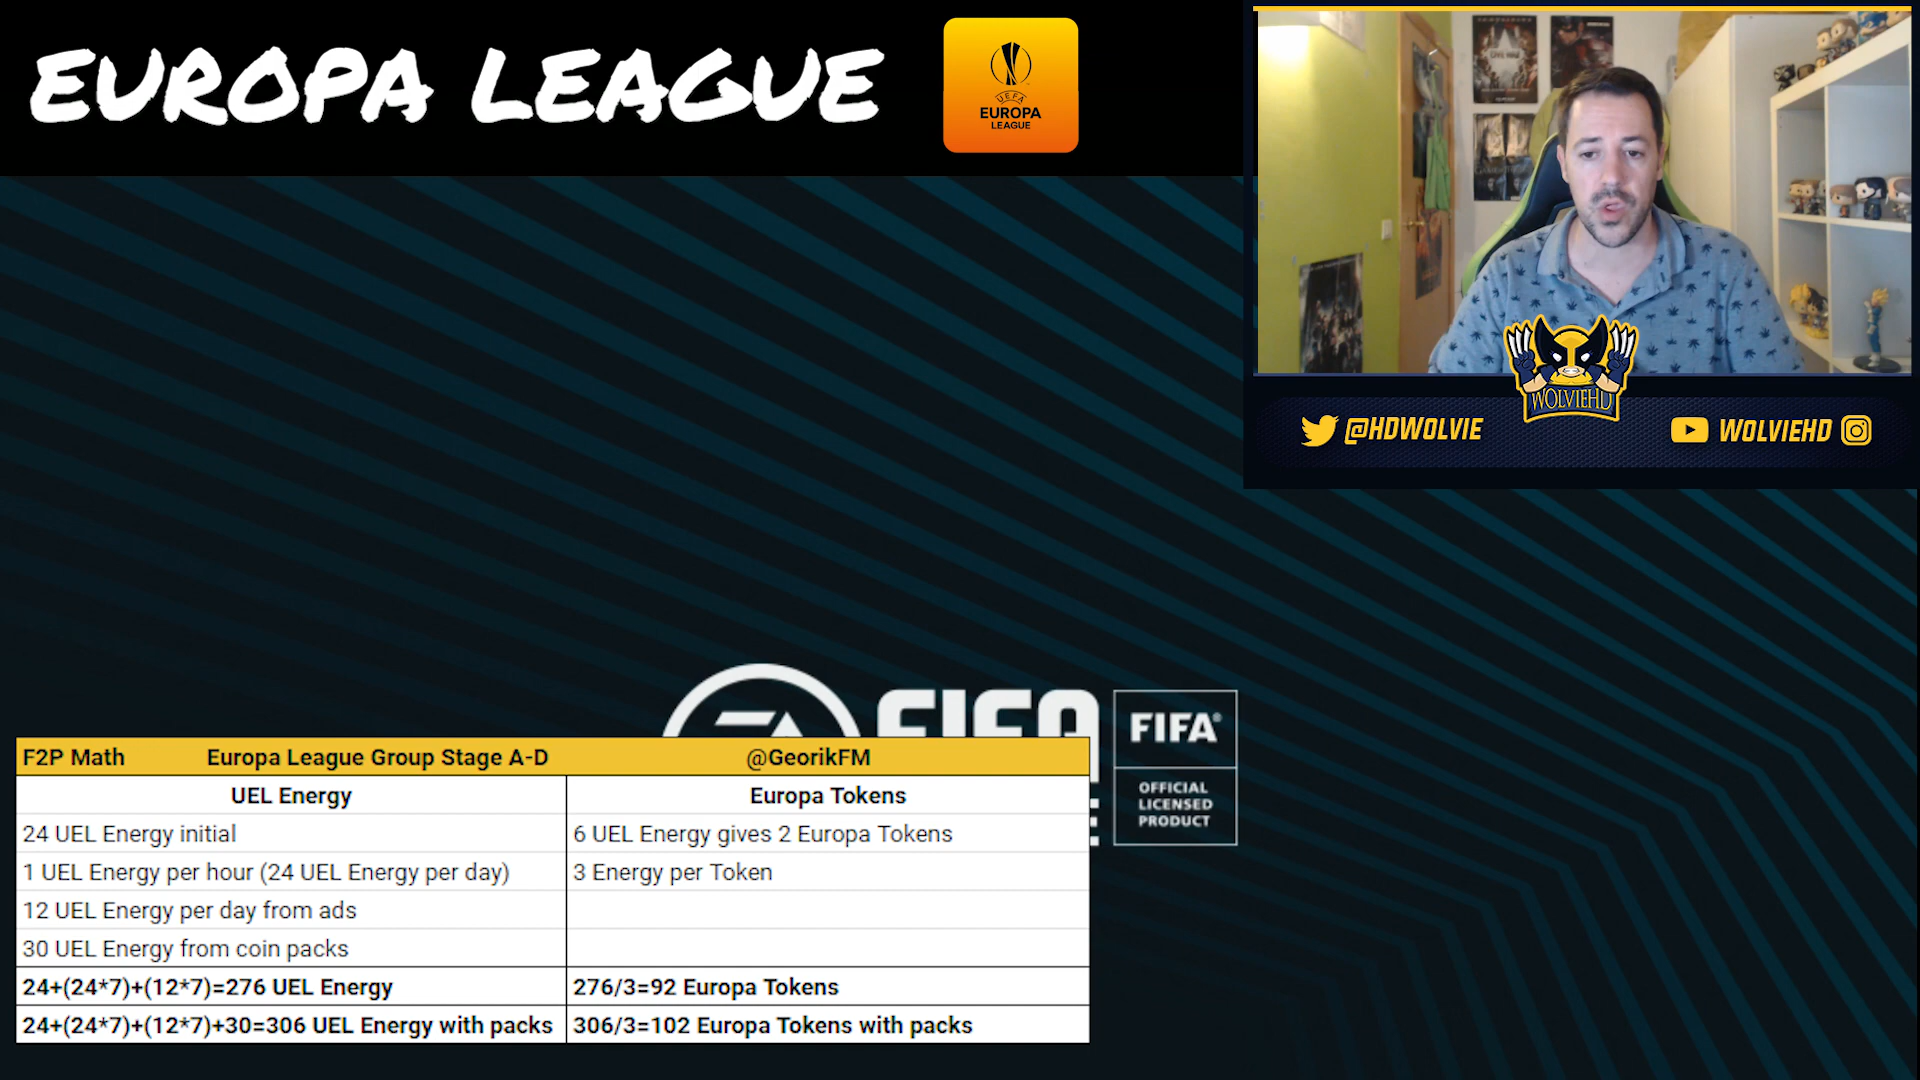 EUROPA LEAGUE
UEFA
EUROPA
LEAGUE
CIVIL WAR
WOLVIEHD
@HDWOLVIE
WOLVIEHD
FIFA
FIFA®
OFFICIAL
LICENSED
PRODUCT
F2P Math Europa League Group Stage A-D @GeorikFM
UEL Energy Europa Tokens
24 UEL Energy initial 6 UEL Energy gives 2 Europa Tokens
1 UEL Energy per hour (24 UEL Energy per day) 3 Energy per Token
12 UEL Energy per day from ads
30 UEL Energy from coin packs
24+(24*7)+(12*7)=276 UEL Energy 276/3=92 Europa Tokens
24+(24*7)+(12*7)+30=306 UEL Energy with packs 306/3=102 Europa Tokens with packs